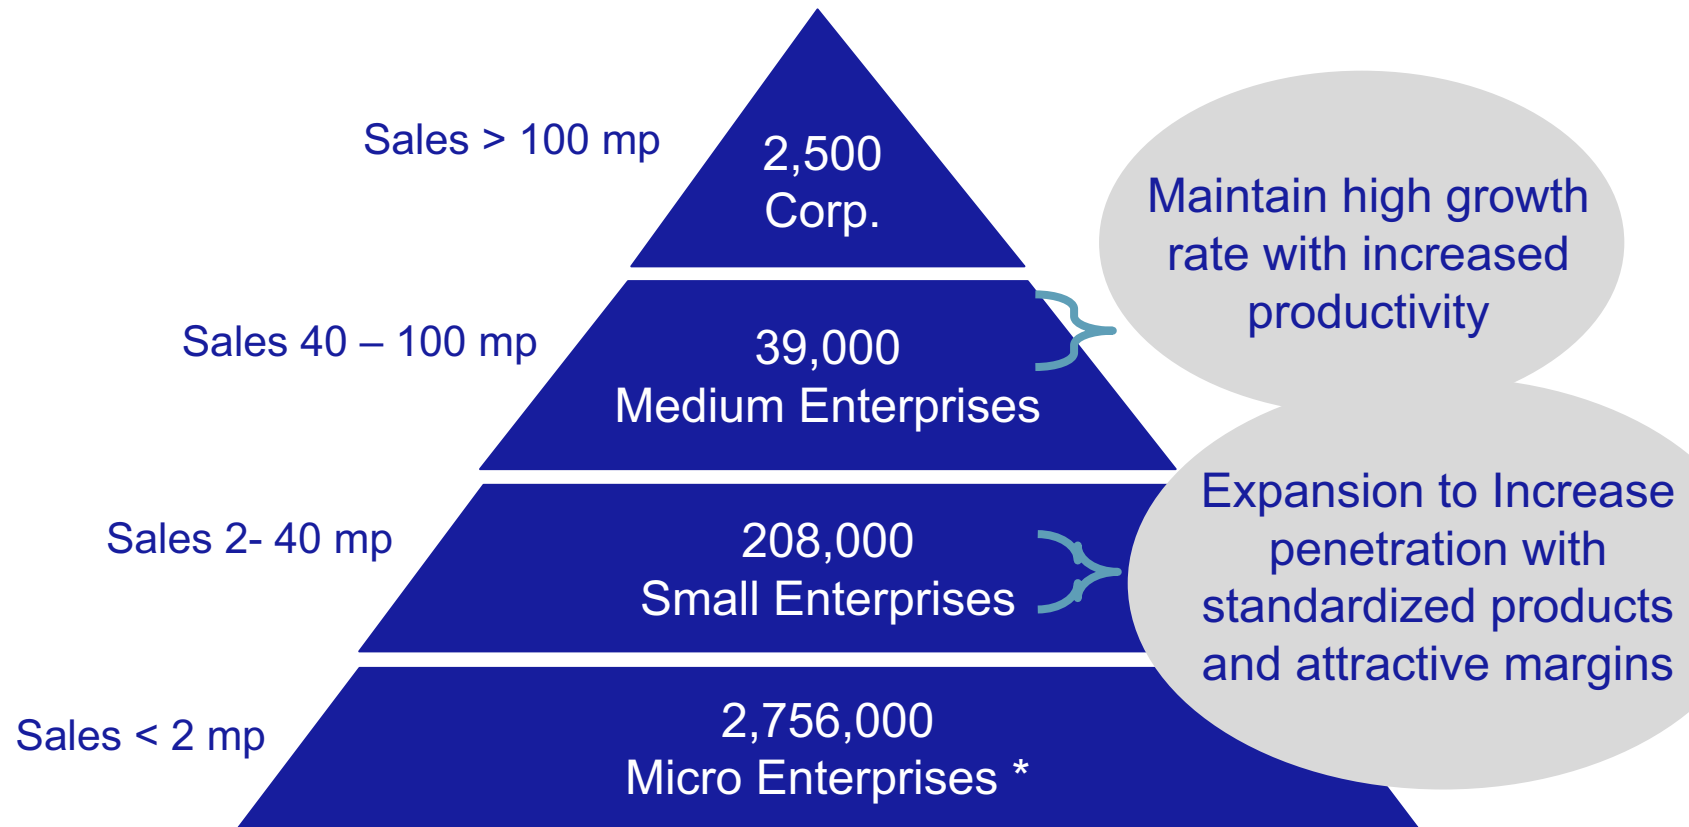 Sales > 100 mp
2,500
Corp.
Maintain high growth
rate with increased
productivity
Sales 40 – 100 mp
39,000
Medium Enterprises
Sales 2- 40 mp
208,000
Small Enterprises
Expansion to Increase
penetration with
standardized products
and attractive margins
Sales < 2 mp
2,756,000
Micro Enterprises *